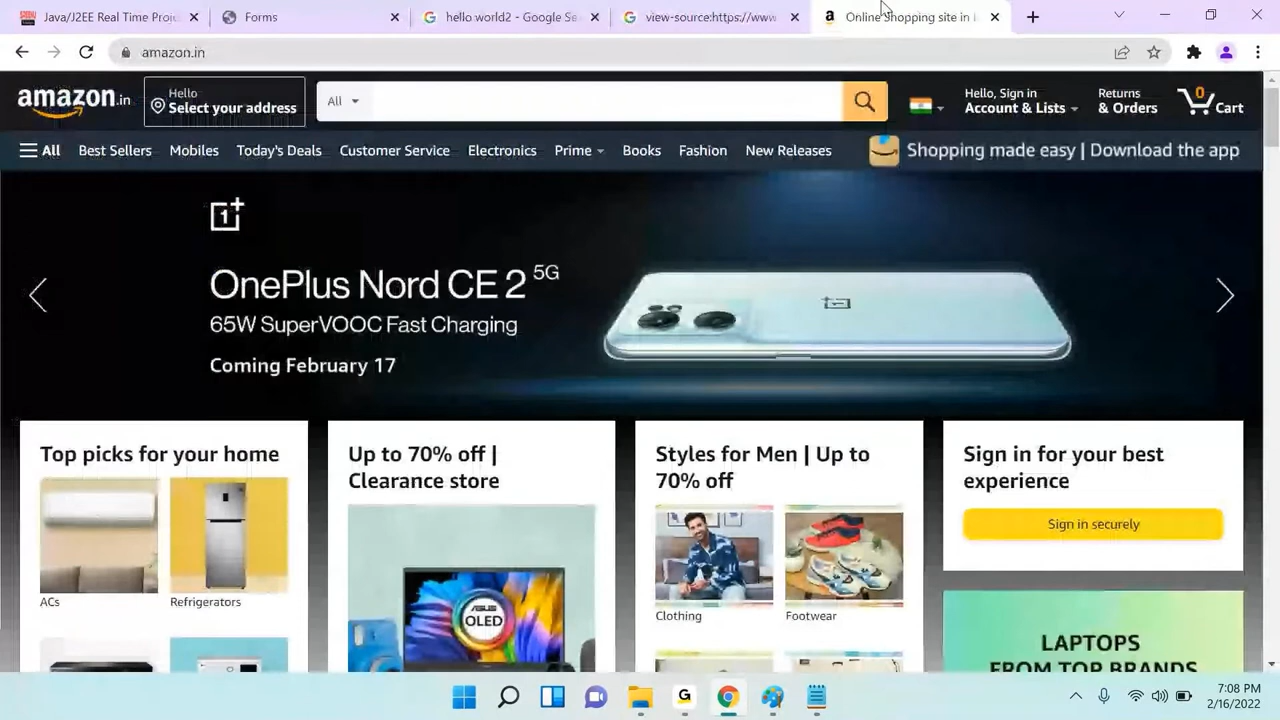 Java/J2EE Real Time Proj
Forms
hello world2 - Google Se
view-source:https://www
Online Shopping site in
amazon.in
amazon.in
Hello
Select your address
All
Hello, Sign in
Account & Lists
Returns
& Orders
0
Cart
All
Best Sellers
Mobiles
Today's Deals
Customer Service
Electronics
Prime
Books
Fashion
New Releases
Shopping made easy | Download the app
OnePlus Nord CE 2 5G
65W SuperVOOC Fast Charging
Coming February 17
Top picks for your home
ACs
Refrigerators
Up to 70% off |
Clearance store
ASUS
OLED
Styles for Men | Up to
70% off
Clothing
Footwear
Sign in for your best
experience
Sign in securely
LAPTOPS
FROM TOP BRANDS
7:08 PM
2/16/2022